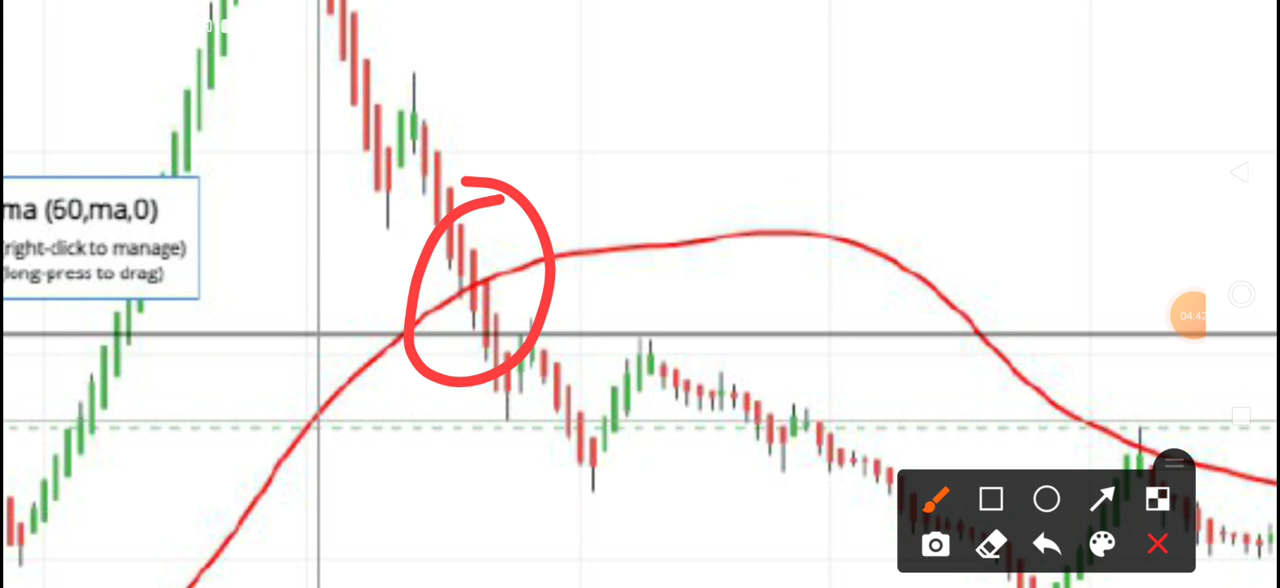 ma (60,ma,0)
(right-click to manage)
(long-press to drag)
04:42